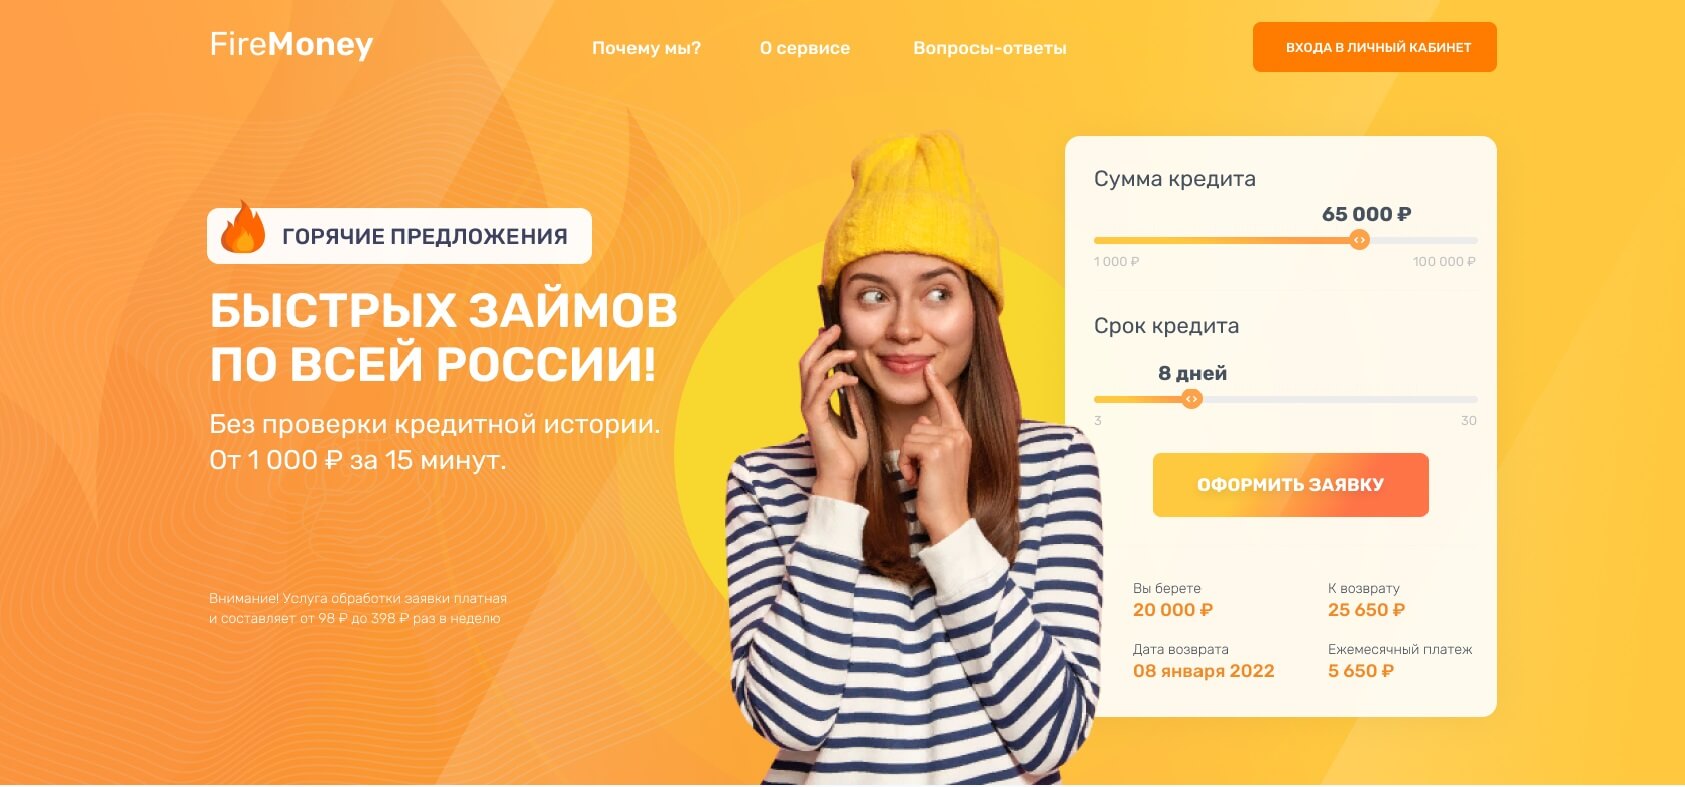 FireMoney
Почему мы?
О сервисе
Вопросы-ответы
ВХОДА В ЛИЧНЫЙ КАБИНЕТ
ГОРЯЧИЕ ПРЕДЛОЖЕНИЯ
БЫСТРЫХ ЗАЙМОВ
ПО ВСЕЙ РОССИИ!
Без проверки кредитной истории.
От 1 000 ₽ за 15 минут.
Внимание! Услуга обработки заявки платная
и составляет от 98 ₽ до 398 ₽ раз в неделю
Сумма кредита
65 000 ₽
1 000 ₽
100 000 ₽
Срок кредита
8 дней
3
30
ОФОРМИТЬ ЗАЯВКУ
Вы берете
20 000 ₽
К возврату
25 650 ₽
Дата возврата
08 января 2022
Ежемесячный платеж
5 650 ₽